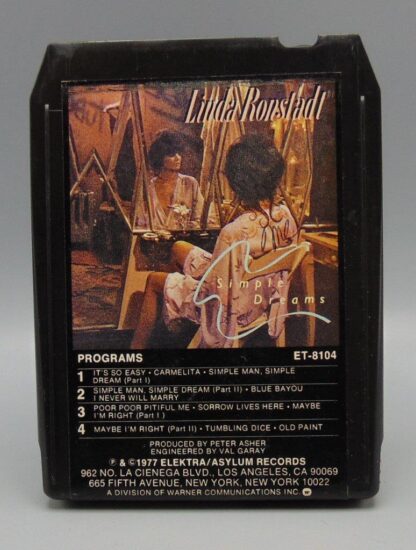 Linda Ronstadt
Simple
Dreams
PROGRAMS ET-8104
1 IT'S SO EASY • CARMELITA • SIMPLE MAN, SIMPLE
DREAM (Part I)
2 SIMPLE MAN, SIMPLE DREAM (Part II) • BLUE BAYOU
I NEVER WILL MARRY
3 POOR POOR PITIFUL ME • SORROW LIVES HERE • MAYBE
I'M RIGHT (Part I)
4 MAYBE I'M RIGHT (Part II) • TUMBLING DICE • OLD PAINT
PRODUCED BY PETER ASHER
ENGINEERED BY VAL GARAY
℗ & ©1977 ELEKTRA/ASYLUM RECORDS
962 NO. LA CIENEGA BLVD., LOS ANGELES, CA 90069
665 FIFTH AVENUE, NEW YORK, NEW YORK 10022
A DIVISION OF WARNER COMMUNICATIONS INC.